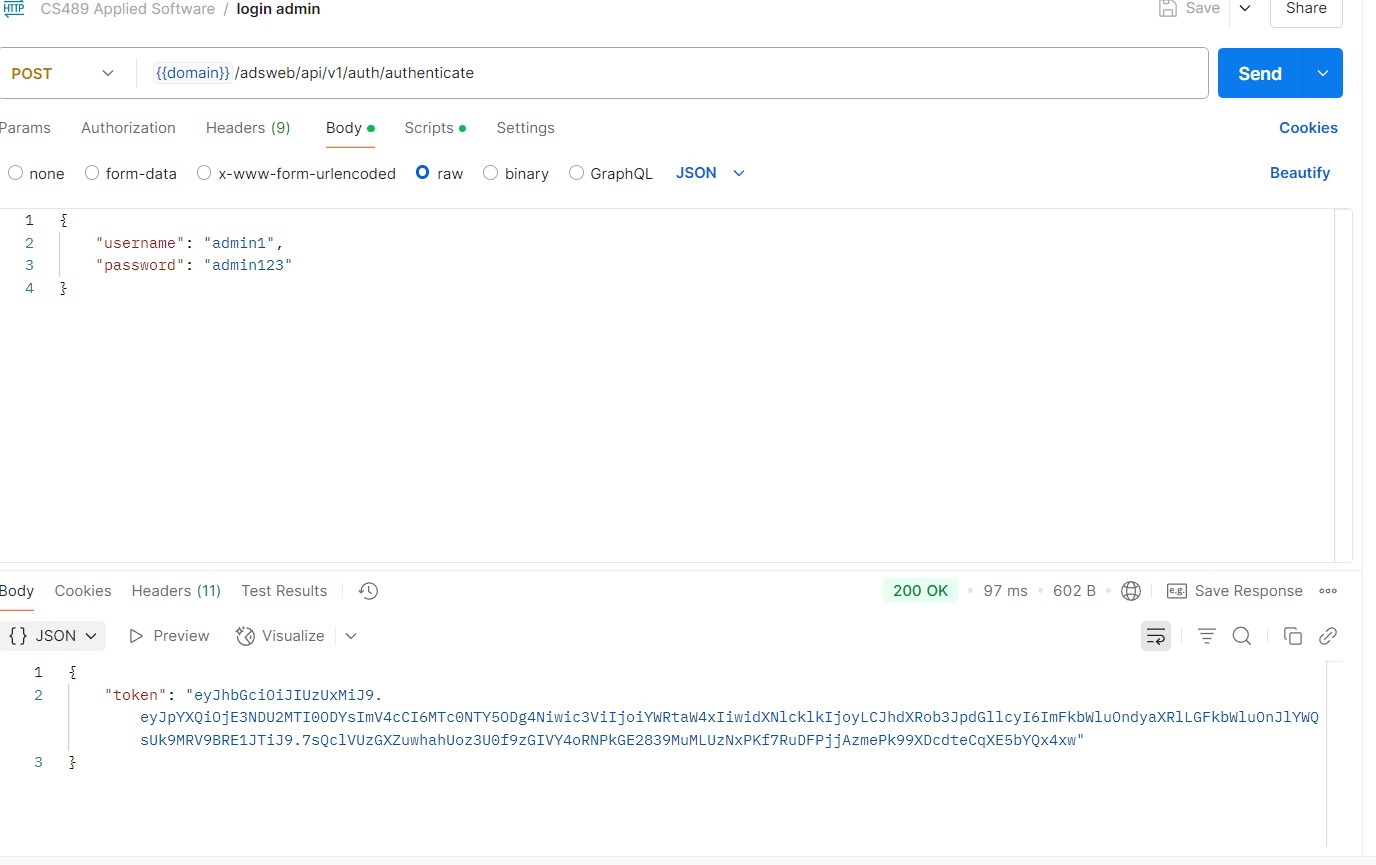 HTTP CS489 Applied Software / login admin Save Share
POST {{domain}}/adsweb/api/v1/auth/authenticate Send
Params Authorization Headers (9) Body Scripts Settings Cookies
none form-data x-www-form-urlencoded raw binary GraphQL JSON Beautify
1 {
2 "username": "admin1",
3 "password": "admin123"
4 }
Body Cookies Headers (11) Test Results 200 OK 97 ms 602 B e.g. Save Response
{} JSON Preview Visualize
1 {
2 "token": "eyJhbGciOiJIUzUxMiJ9.
eyJpYXQiOjE3NDU2MTI0ODYsImV4cCI6MTc0NTY5ODg4Niwic3ViIjoiYWRtaW4xIiwidXNlcklkIjoyLCJhdXRob3JpdGllcyI6ImFkbWluOndyaXRlLGFkbWluOnJlYWQ
sUk9MRV9BRE1JTiJ9.7sQclVUzGXZuwhahUoz3U0f9zGIVY4oRNPkGE2839MuMLUzNxPKf7RuDFPjjAzmePk99XDcdteCqXE5bYQx4xw"
3 }